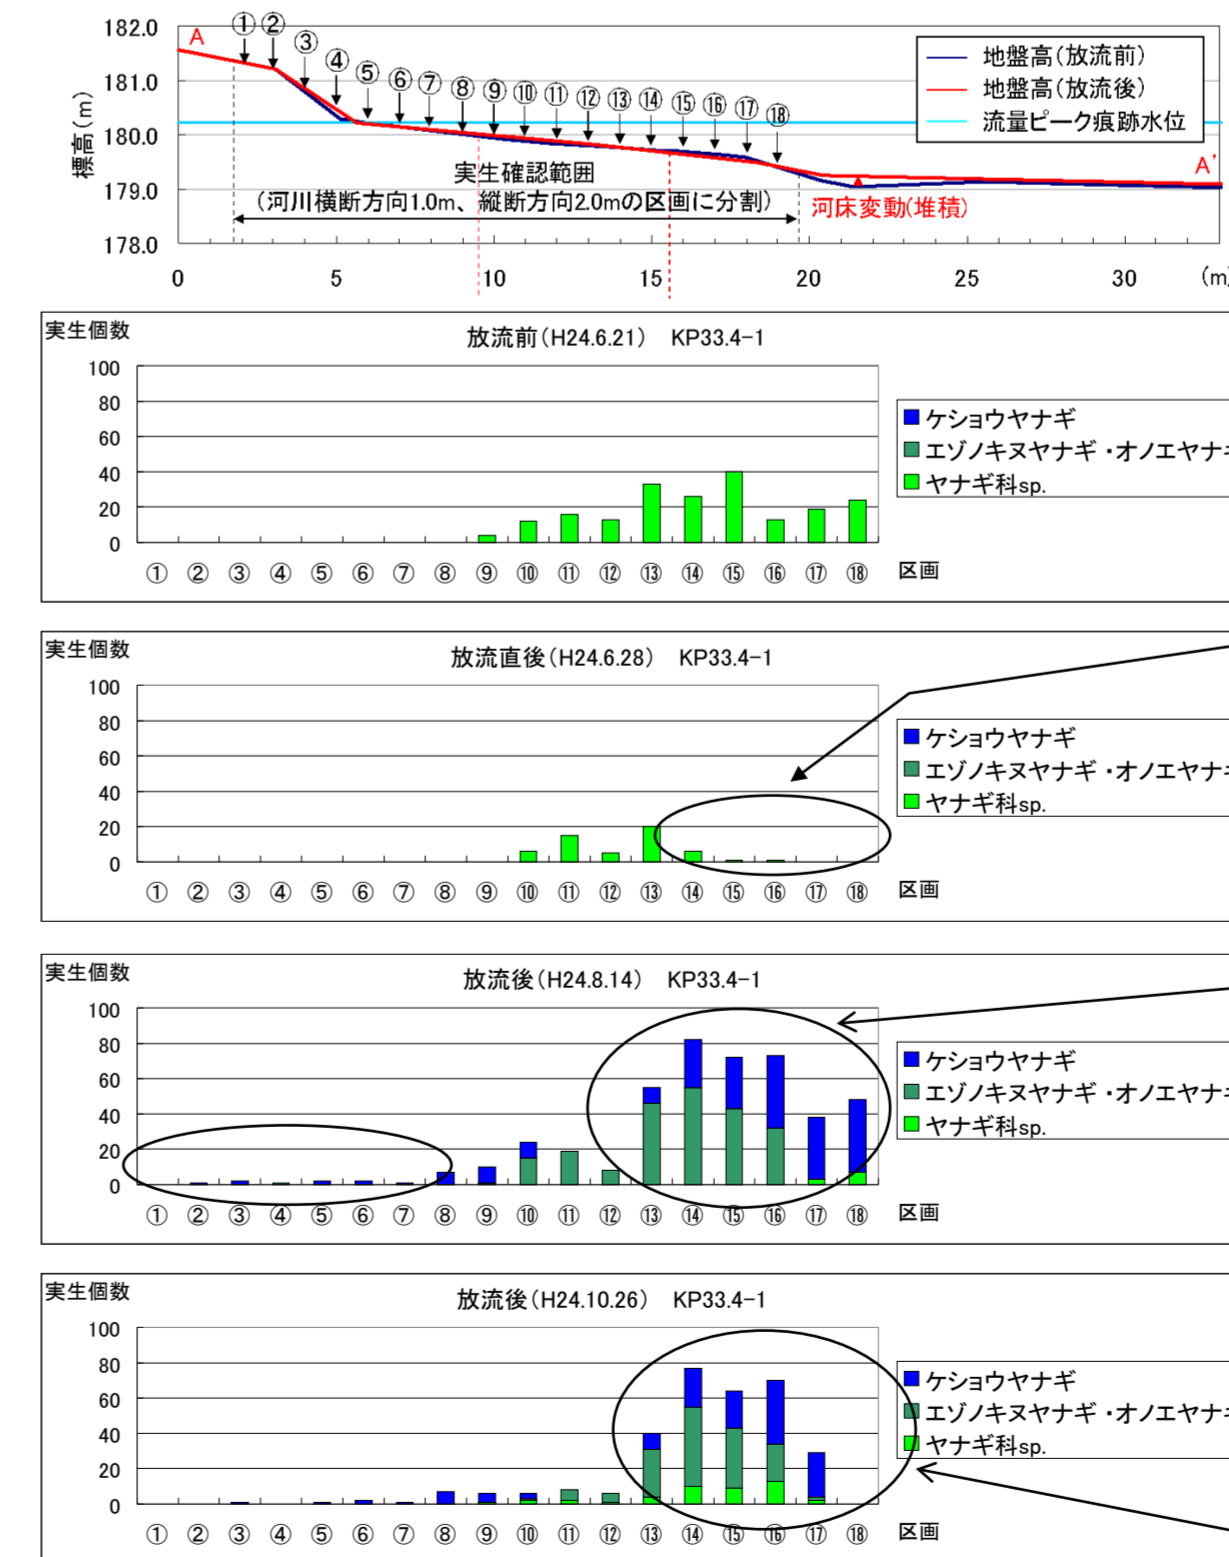 182.0
181.0
180.0
179.0
178.0
標高(m)
A
① ② ③ ④ ⑤ ⑥ ⑦ ⑧ ⑨ ⑩ ⑪ ⑫ ⑬ ⑭ ⑮ ⑯ ⑰ ⑱
地盤高(放流前)
地盤高(放流後)
流量ピーク痕跡水位
A'
実生確認範囲
(河川横断方向1.0m、縦断方向2.0mの区画に分割)
河床変動(堆積)
0 5 10 15 20 25 30 (m)
実生個数
放流前(H24.6.21) KP33.4-1
100
80
60
40
20
0
① ② ③ ④ ⑤ ⑥ ⑦ ⑧ ⑨ ⑩ ⑪ ⑫ ⑬ ⑭ ⑮ ⑯ ⑰ ⑱ 区画
ケショウヤナギ
エゾノキヌヤナギ・オノエヤナギ
ヤナギ科sp.
実生個数
放流直後(H24.6.28) KP33.4-1
100
80
60
40
20
0
① ② ③ ④ ⑤ ⑥ ⑦ ⑧ ⑨ ⑩ ⑪ ⑫ ⑬ ⑭ ⑮ ⑯ ⑰ ⑱ 区画
ケショウヤナギ
エゾノキヌヤナギ・オノエヤナギ
ヤナギ科sp.
実生個数
放流後(H24.8.14) KP33.4-1
100
80
60
40
20
0
① ② ③ ④ ⑤ ⑥ ⑦ ⑧ ⑨ ⑩ ⑪ ⑫ ⑬ ⑭ ⑮ ⑯ ⑰ ⑱ 区画
ケショウヤナギ
エゾノキヌヤナギ・オノエヤナギ
ヤナギ科sp.
実生個数
放流後(H24.10.26) KP33.4-1
100
80
60
40
20
0
① ② ③ ④ ⑤ ⑥ ⑦ ⑧ ⑨ ⑩ ⑪ ⑫ ⑬ ⑭ ⑮ ⑯ ⑰ ⑱ 区画
ケショウヤナギ
エゾノキヌヤナギ・オノエヤナギ
ヤナギ科sp.